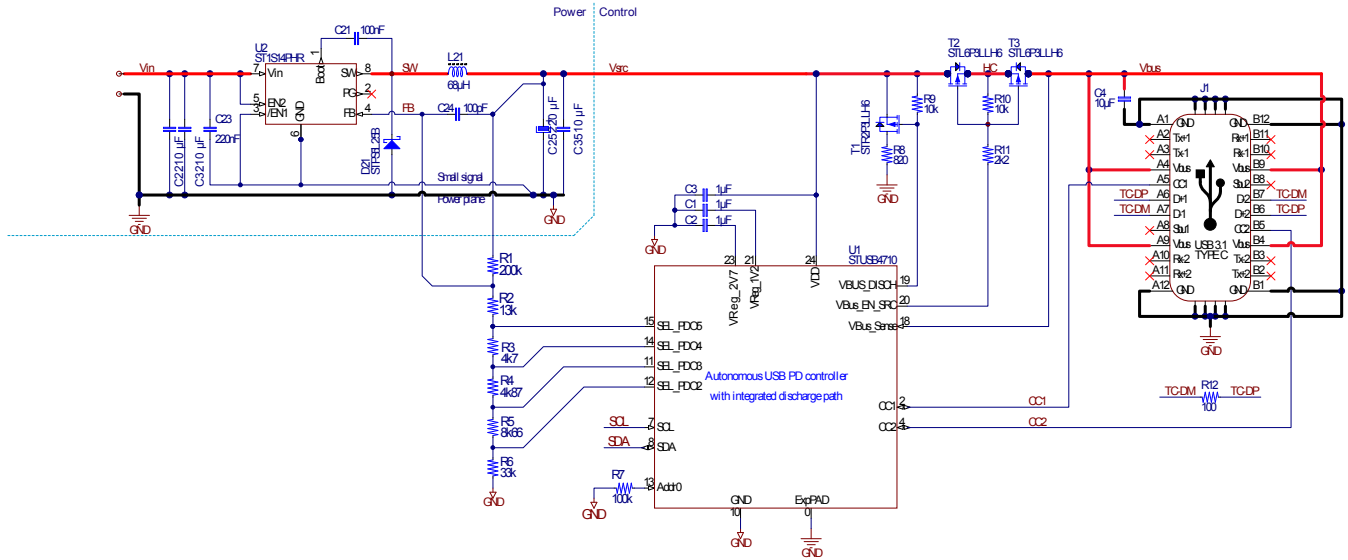 Power Control
C21 100nF
U2
ST1S14PHR
Vin
7 Vin
Boot 1
SW 8
SW
L21
68µH
PG 2
5 EN2
3 /EN1
GND 6
FB 4
FB
C24 100pF
C2210 µF
C3210 µF
C23
220nF
D21
STPS5L25B
C25220 µF
C3510 µF
Small signal
Power plane
GND
GND
Vsrc
T2
STL6P3LLH6
T3
STL6P3LLH6
HC
Vbus
R9
10k
R10
10k
T1
STR2P3LLH6
R8
820
GND
R11
2k2
C4
10µF
J1
A1 GND GND B12
A2 Tx+1 Rx+1 B11
A3 Tx-1 Rx-1 B10
A4 Vbus Vbus B9
A5 CC1 Sbu2 B8
TC-DP A6 D+1 D-2 B7 TC-DM
TC-DM A7 D-1 D+2 B6 TC-DP
A8 Sbu1 CC2 B5
A9 Vbus Vbus B4
A10 Rx-2 Tx-2 B3
A11 Rx+2 Tx+2 B2
A12 GND GND B1
USB 3.1
TYPE C
GND
C3 1µF
C1 1µF
C2 1µF
GND
R1
200k
R2
13k
R3
4k7
R4
4k87
R5
8k66
R6
33k
GND
U1
STUSB4710
23 VReg_2V7
21 VReg_1V2
24 VDD
VBUS_DISCH 19
VBus_EN_SRC 20
VBus_Sense 18
15 SEL_PDO5
14 SEL_PDO4
11 SEL_PDO3
12 SEL_PDO2
Autonomous USB PD controller
with integrated discharge path
CC1 2 CC1
CC2 4 CC2
SCL 7 SCL
SDA 8 SDA
R7
100k
13 Addr0
GND
GND
10
ExpPAD
0
GND
GND
TC-DM R12 TC-DP
100